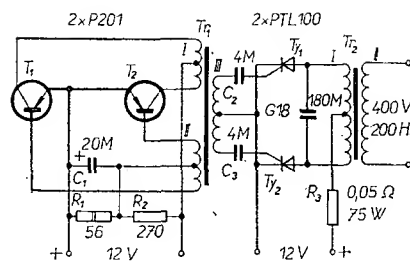 2×P201 Tr1 2×PTL100
I III 4M Ty1 Tr2
T1 T2 C2 I II
II G18 180M 400 V
20M 4M 200 Hz
+ C1 C3 Ty2
R1 R2 R3 0,05 Ω
56 270 75 W
+ 12 V − − 12 V +